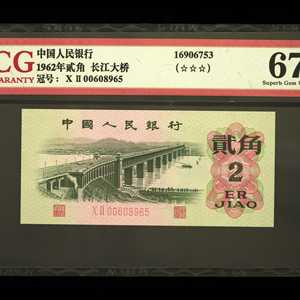 CG
中国人民银行
16906753
67
1962年贰角 长江大桥
(☆☆☆)
ARANTY
冠号: X Ⅱ 00608965
Superb Gem
中國人民銀行
貳角
2
ER
JIAO
X Ⅱ 00608965